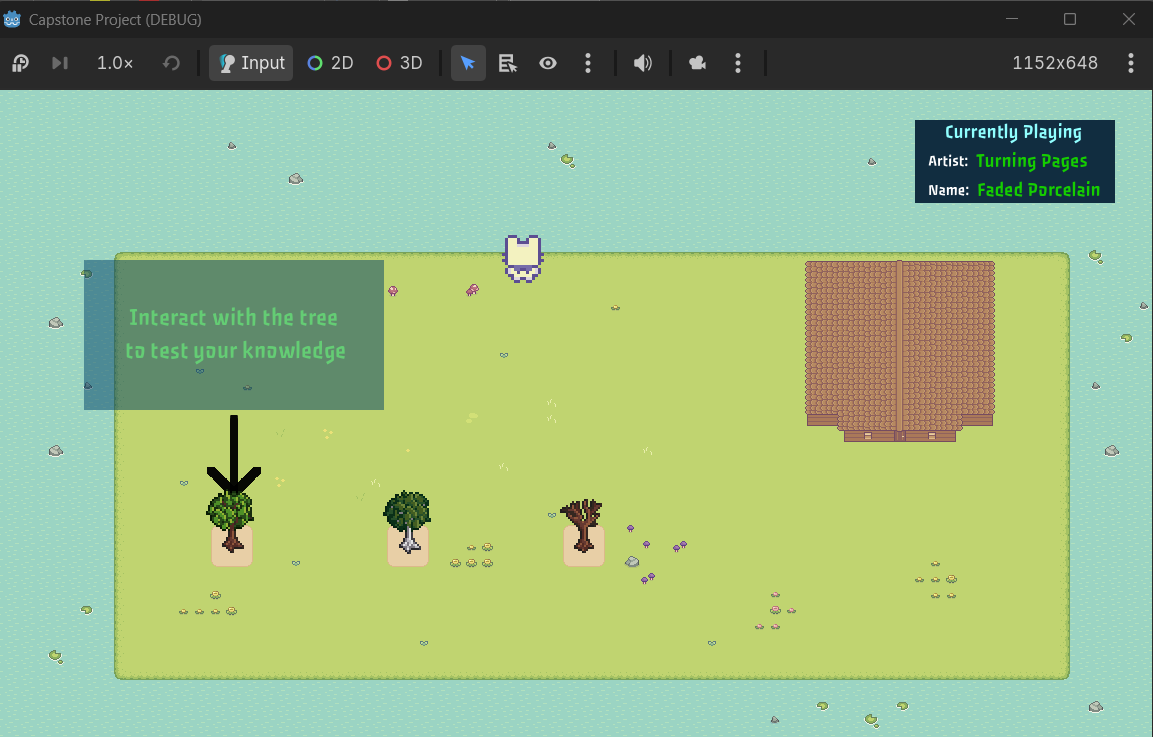 Capstone Project (DEBUG)
1.0×
Input
2D
3D
1152x648
Currently Playing
Artist: Turning Pages
Name: Faded Porcelain
Interact with the tree
to test your knowledge